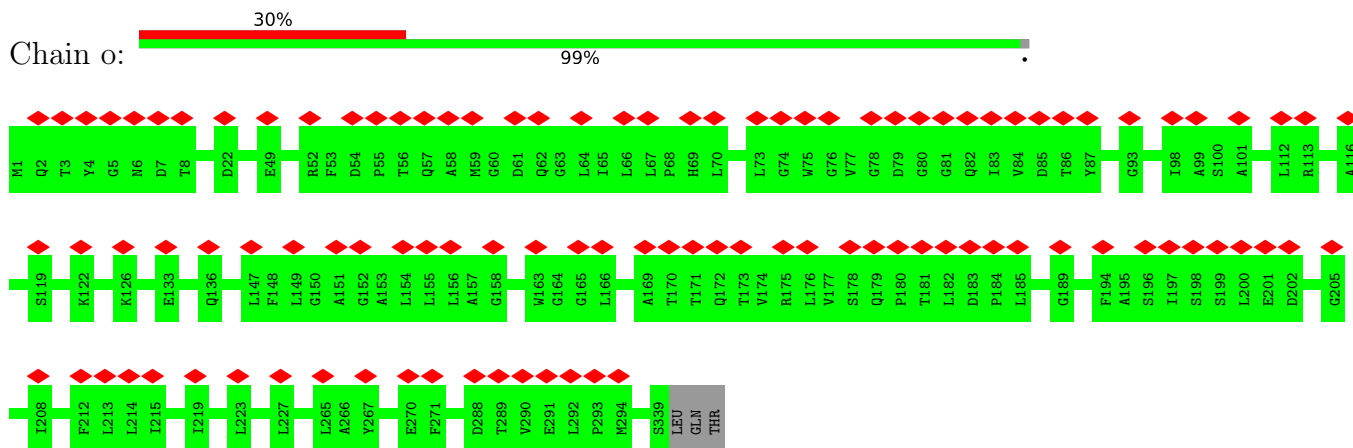 30%
Chain o:
99%
.
M1 Q2 T3 Y4 G5 N6 D7 T8 D22 E49 R52 F53 D54 P55 T56 Q57 A58 M59 G60 D61 Q62 G63 L64 I65 L66 L67 P68 H69 L70 L73 G74 W75 G76 V77 G78 D79 G80 G81 Q82 I83 V84 D85 T86 Y87 G93 I98 A99 S100 A101 L112 R113 A116
S119 K122 K126 E133 Q136 L147 F148 L149 G150 A151 G152 A153 L154 L155 L156 A157 G158 W163 G164 G165 L166 A169 T170 T171 Q172 T173 V174 R175 L176 V177 S178 Q179 P180 T181 L182 D183 P184 L185 G189 F194 A195 S196 I197 S198 S199 L200 E201 D202 G205
I208 F212 L213 L214 I215 I219 L223 L227 L265 A266 Y267 E270 F271 D288 T289 V290 E291 L292 P293 M294 S339 LEU GLN THR